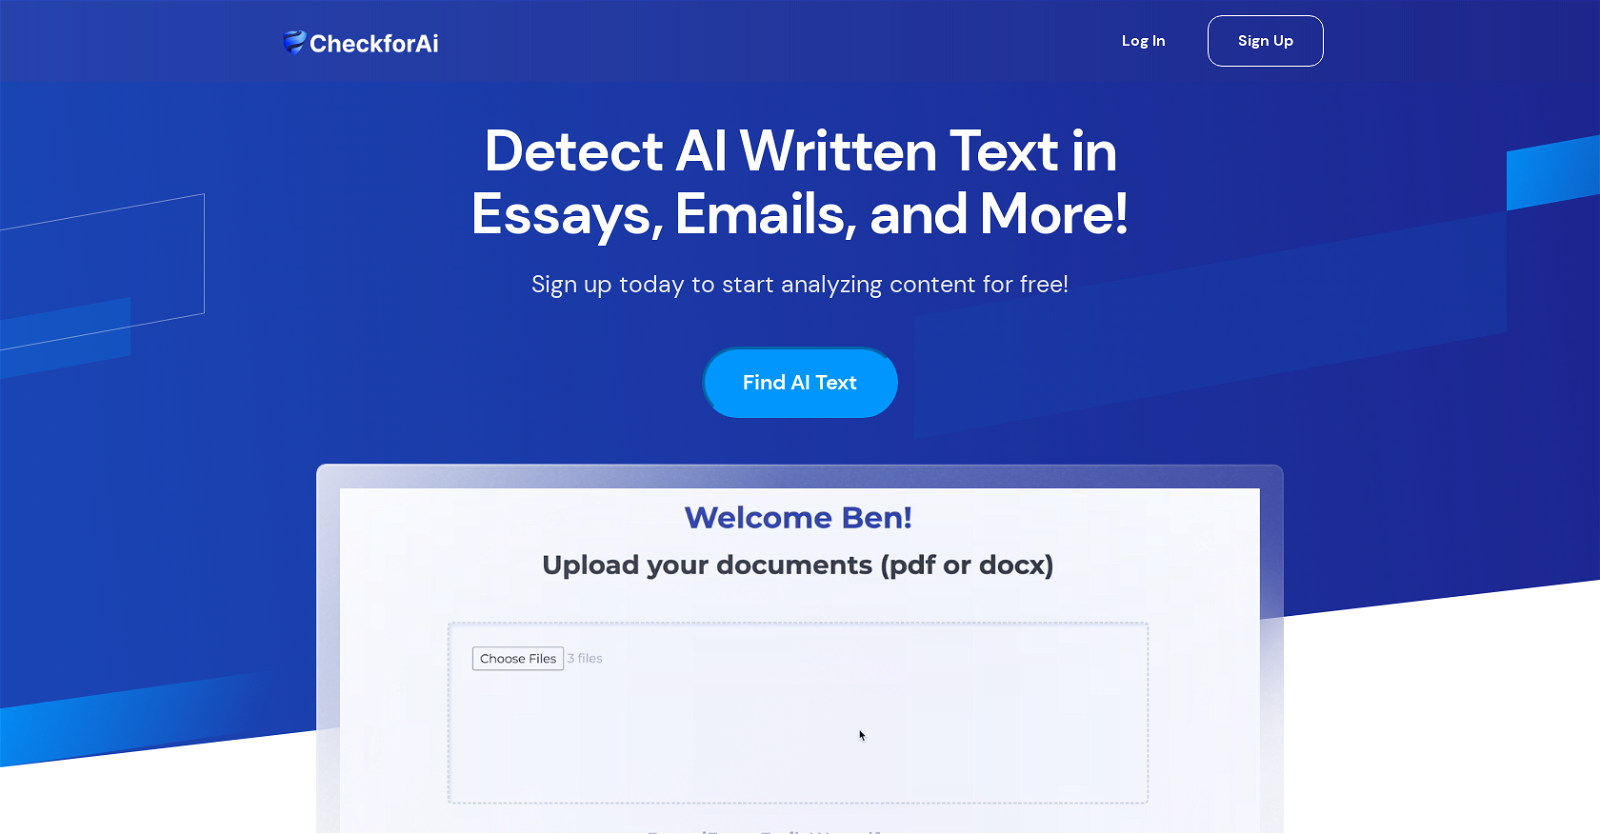 CheckforAi
Log In
Sign Up
Detect AI Written Text in
Essays, Emails, and More!
Sign up today to start analyzing content for free!
Find AI Text
Welcome Ben!
Upload your documents (pdf or docx)
Choose Files 3 files